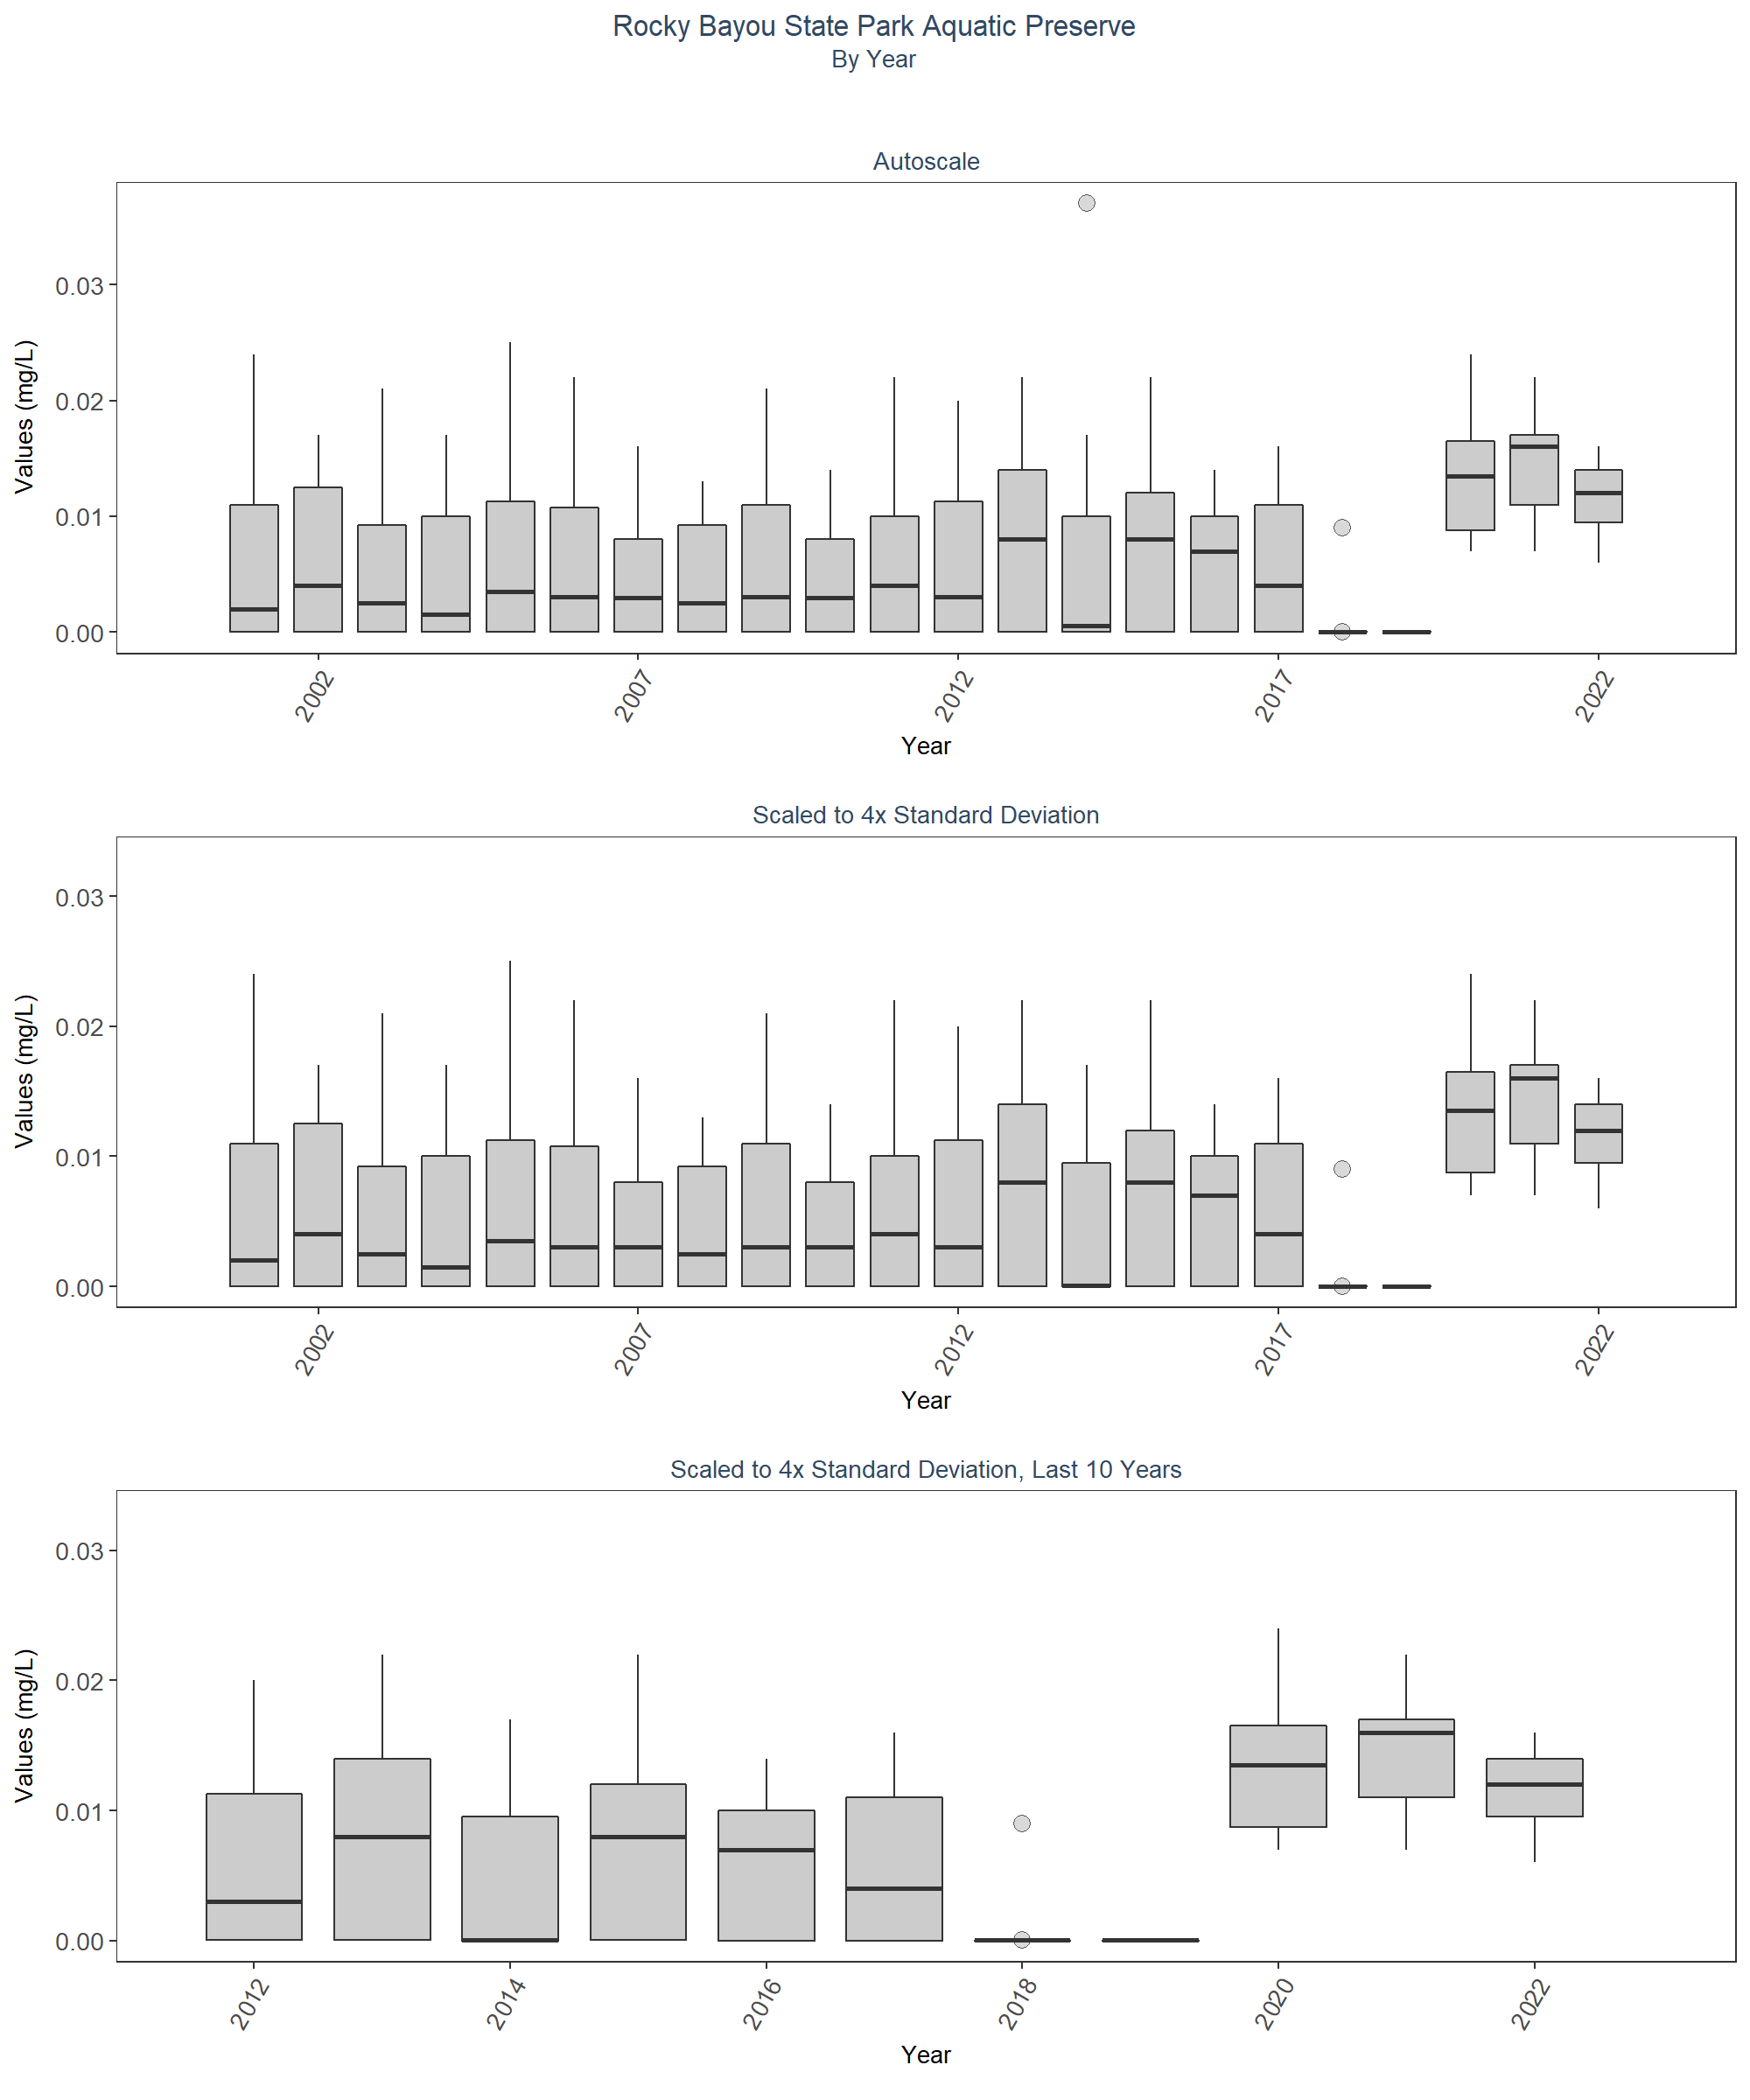 Rocky Bayou State Park Aquatic Preserve
By Year
Autoscale
Values (mg/L)
0.03
0.02
0.01
0.00
2002 2007 2012 2017 2022
Year
Scaled to 4x Standard Deviation
Values (mg/L)
0.03
0.02
0.01
0.00
2002 2007 2012 2017 2022
Year
Scaled to 4x Standard Deviation, Last 10 Years
Values (mg/L)
0.03
0.02
0.01
0.00
2012 2014 2016 2018 2020 2022
Year